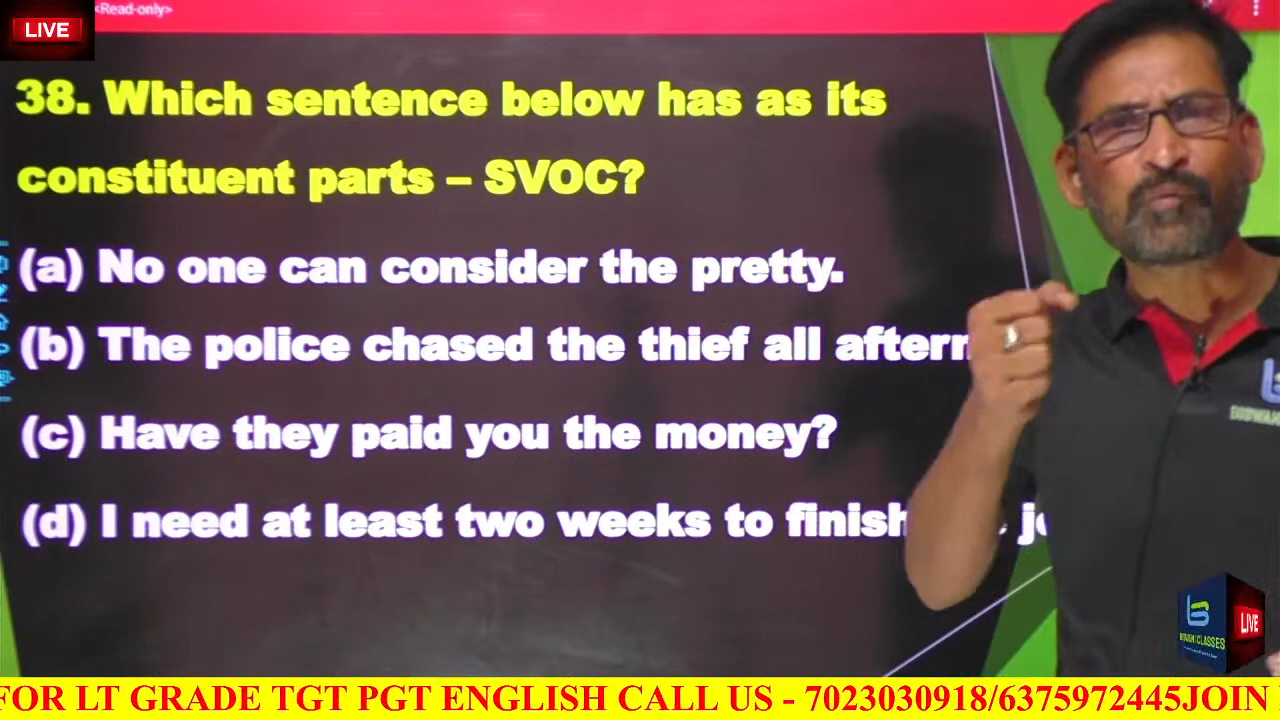 LIVE
<Read-only>
38. Which sentence below has as its
constituent parts – SVOC?
(a) No one can consider the pretty.
(b) The police chased the thief all aftern
(c) Have they paid you the money?
(d) I need at least two weeks to finish
LIVE
FOR LT GRADE TGT PGT ENGLISH CALL US - 7023030918/6375972445JOIN